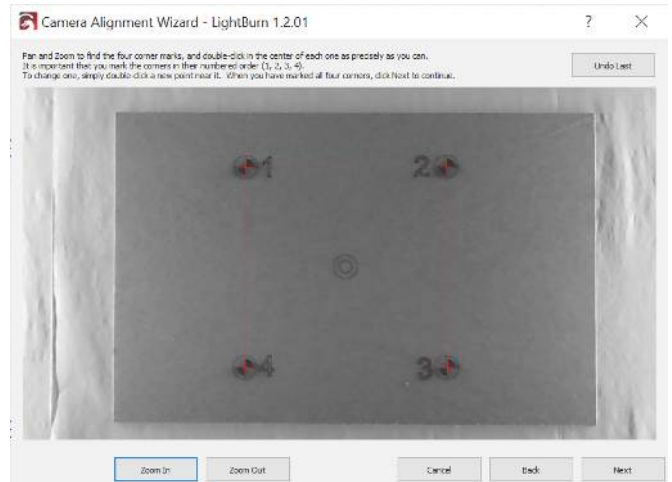 Camera Alignment Wizard - LightBurn 1.2.01
Pan and Zoom to find the four corner marks, and double-click in the center of each one as precisely as you can.
It is important that you mark the corners in their numbered order (1, 2, 3, 4).
To change one, simply double-click a new point near it. When you have marked all four corners, click Next to continue.
Undo Last
1 2
4 3
Zoom In Zoom Out Cancel Back Next